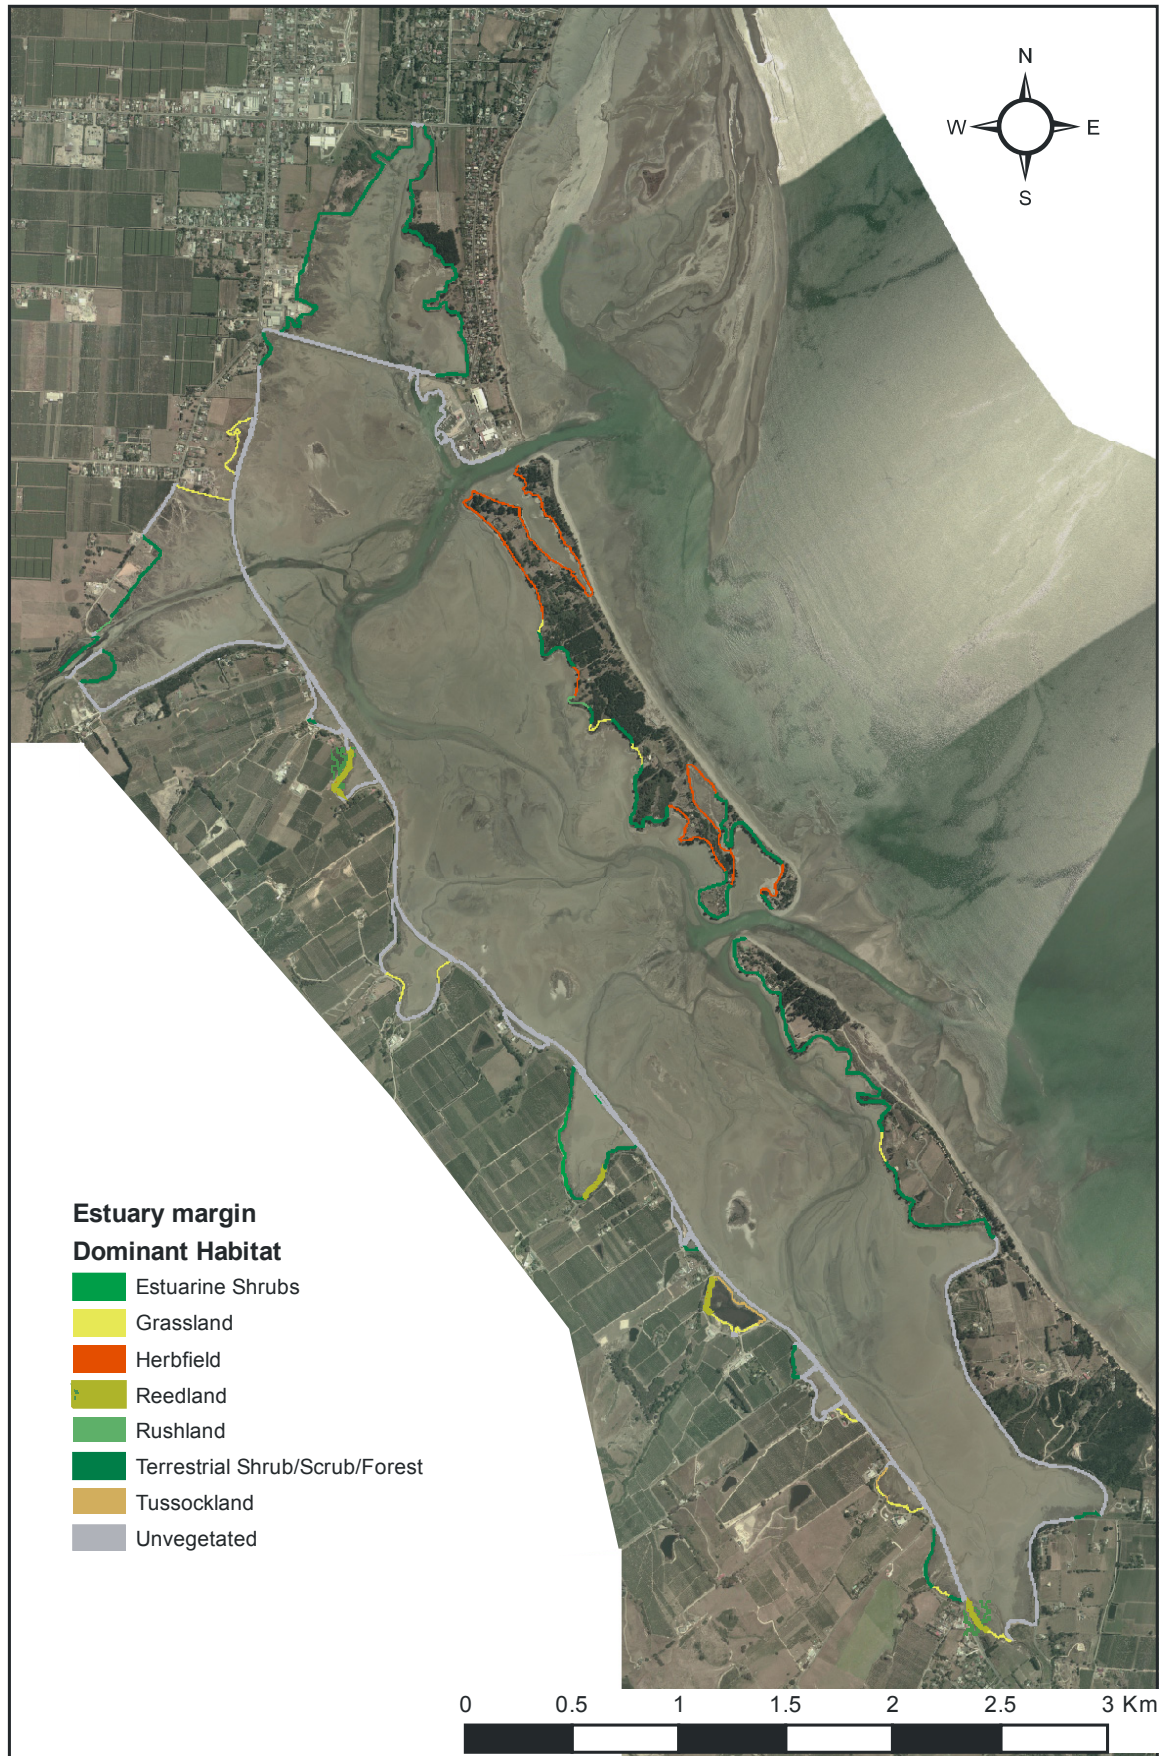 N
W E
S
Estuary margin
Dominant Habitat
Estuarine Shrubs
Grassland
Herbfield
Reedland
Rushland
Terrestrial Shrub/Scrub/Forest
Tussockland
Unvegetated
0 0.5 1 1.5 2 2.5 3 Km